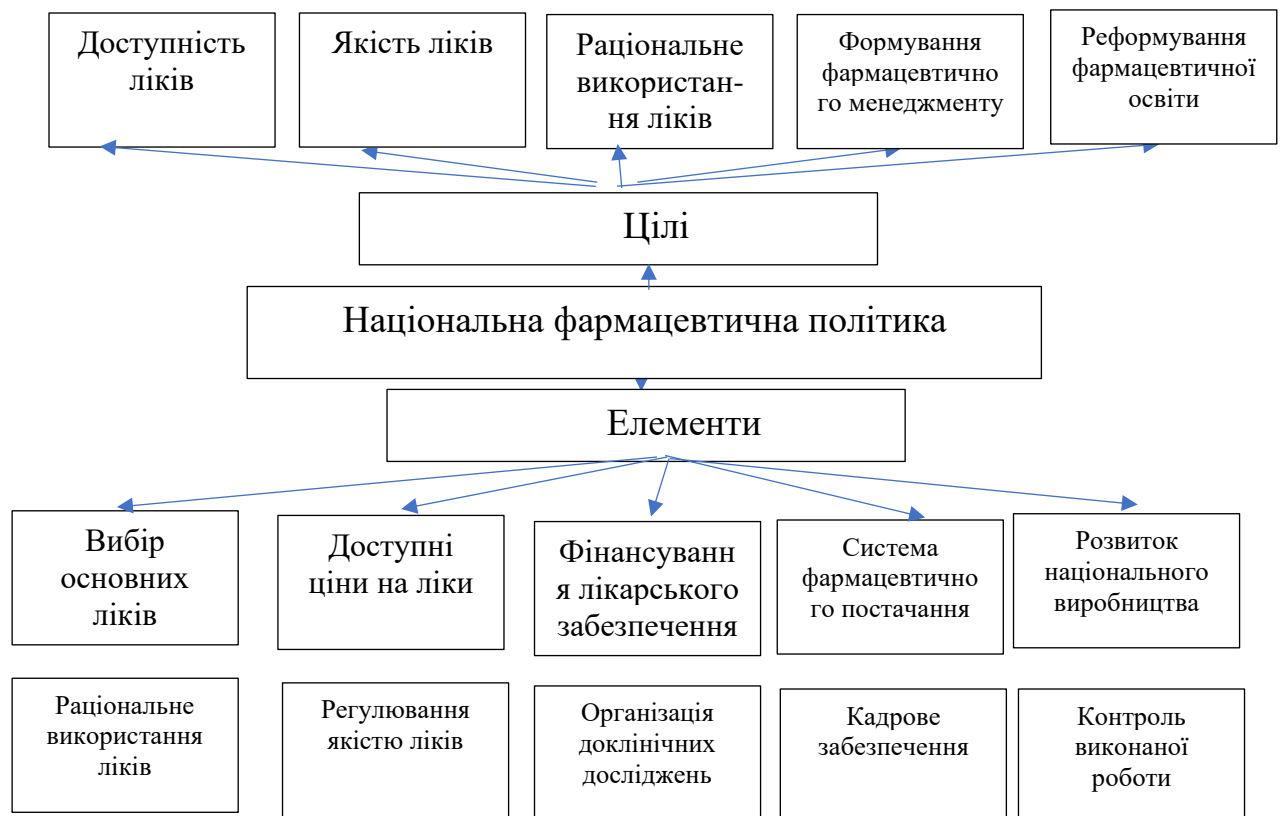 Доступність
ліків
Якість ліків
Раціональне
використан-
ня ліків
Формування
фармацевтично
го менеджменту
Реформування
фармацевтичної
освіти
Цілі
Національна фармацевтична політика
Елементи
Вибір
основних
ліків
Доступні
ціни на ліки
Фінансуванн
я лікарського
забезпечення
Система
фармацевтично
го постачання
Розвиток
національного
виробництва
Раціональне
використання
ліків
Регулювання
якістю ліків
Організація
доклінічних
досліджень
Кадрове
забезпечення
Контроль
виконаної
роботи